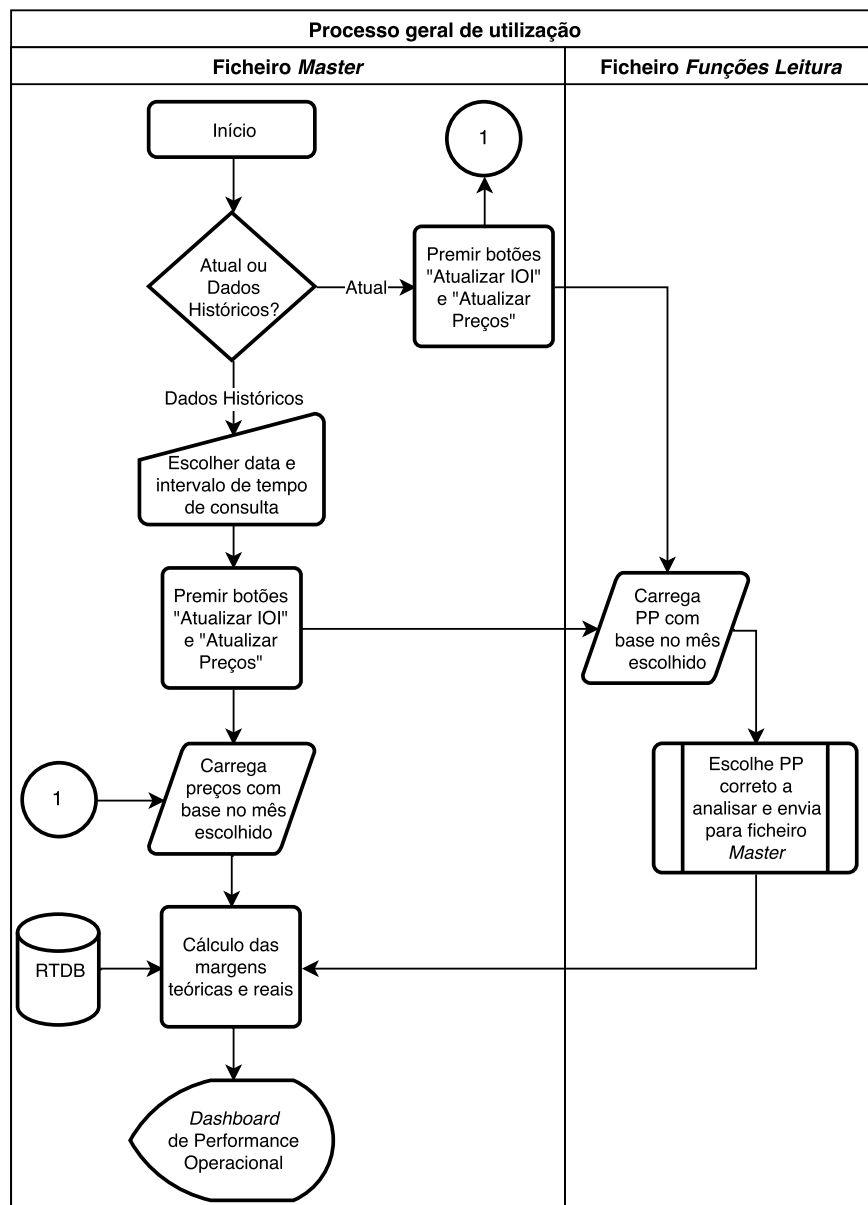 Processo geral de utilização
Ficheiro Master
Ficheiro Funções Leitura
Início
1
Atual ou
Dados
Históricos?
Atual
Premir botões
"Atualizar IOI"
e "Atualizar
Preços"
Dados Históricos
Escolher data e
intervalo de tempo
de consulta
Premir botões
"Atualizar IOI"
e "Atualizar
Preços"
Carrega
PP com
base no mês
escolhido
1
Carrega
preços com
base no mês
escolhido
Escolhe PP
correto a
analisar e envia
para ficheiro
Master
RTDB
Cálculo das
margens
teóricas e reais
Dashboard
de Performance
Operacional